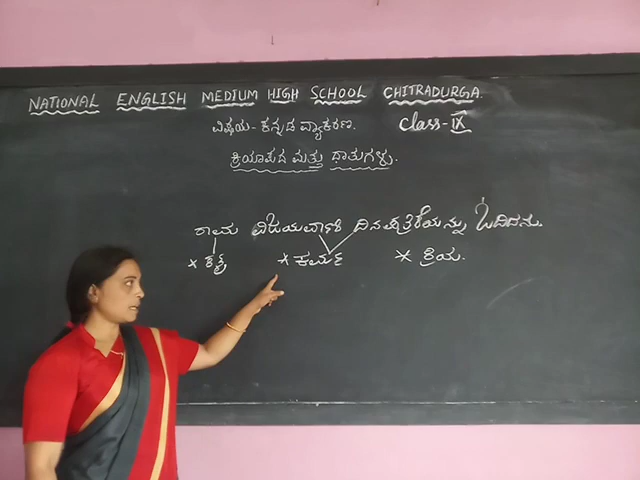 NATIONAL ENGLISH MEDIUM HIGH SCHOOL CHITRADURGA.
ವಿಷಯ - ಕನ್ನಡ ವ್ಯಾಕರಣ. Class-IX
ಕ್ರಿಯಾಪದ ಮತ್ತು ಧಾತುಗಳು.
ರಾಮ ವಿಜಯವಾಣಿ ದಿನಪತ್ರಿಕೆಯನ್ನು ಓದಿದನು.
* ಕರ್ತೃ * ಕರ್ಮ * ಕ್ರಿಯ.